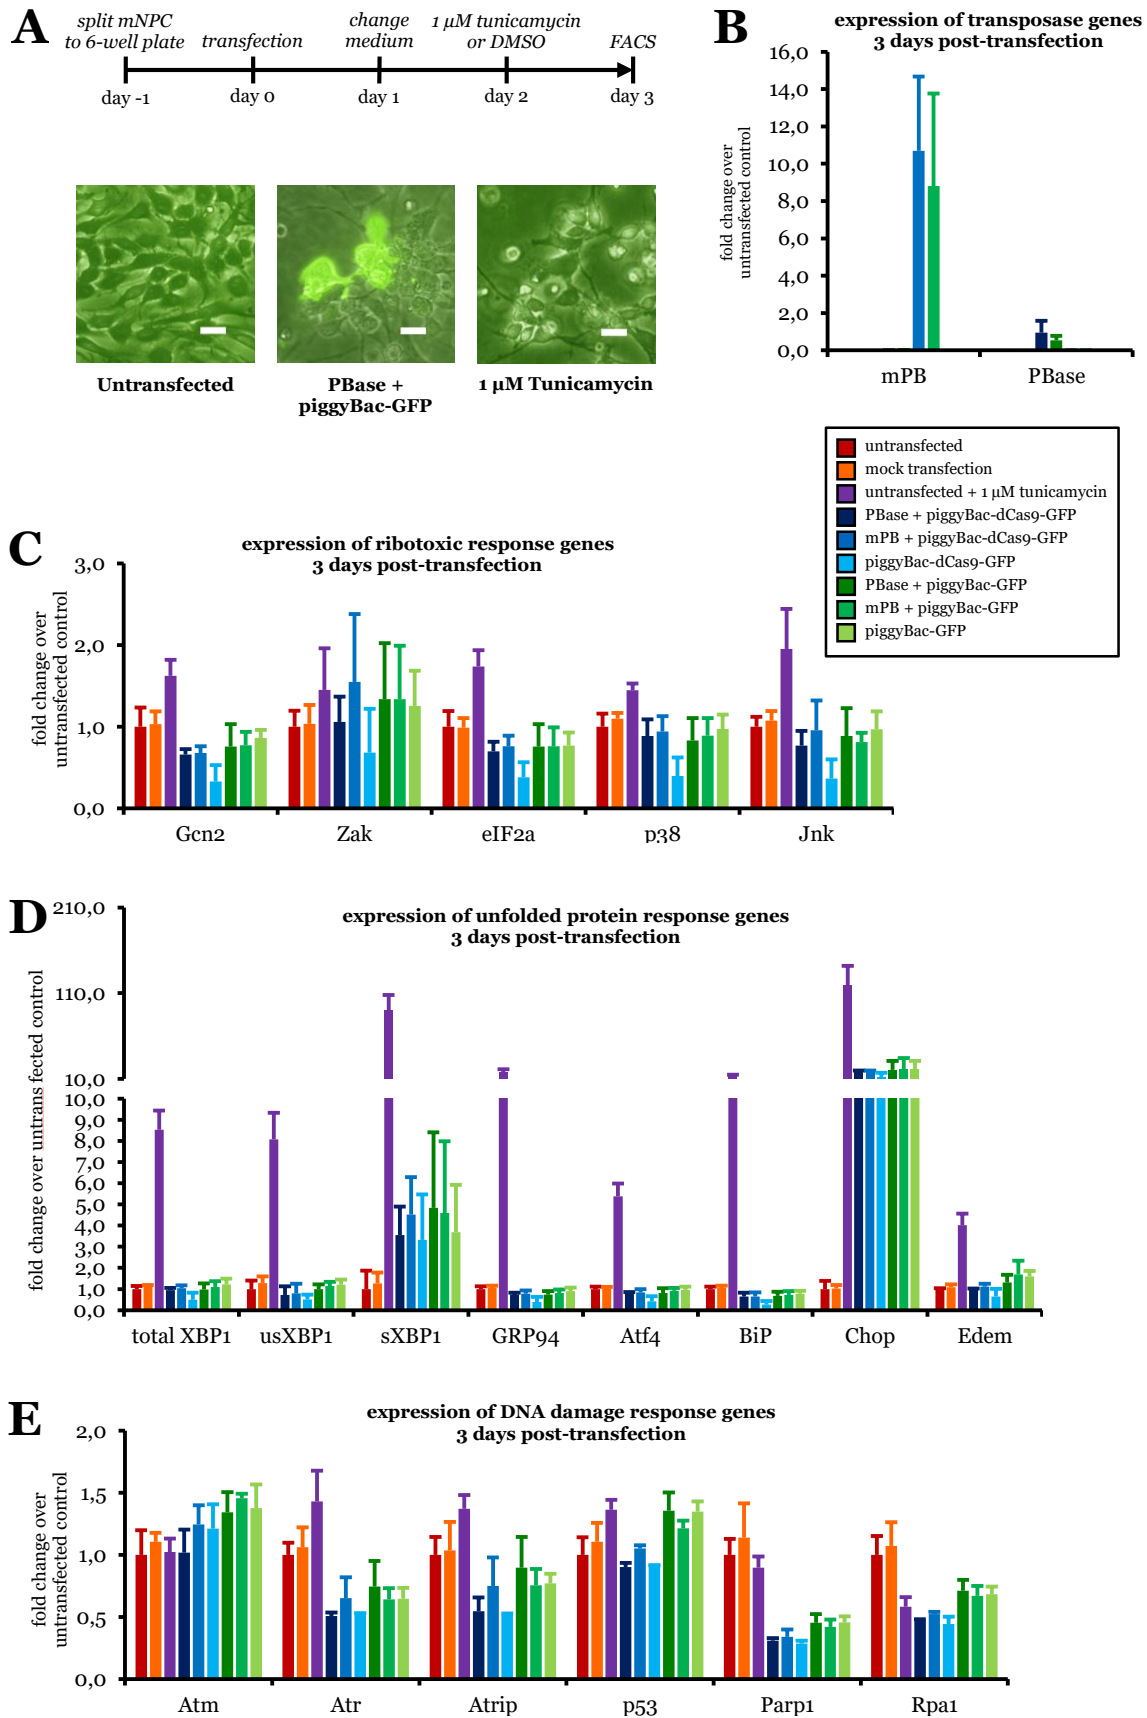 A
split mNPC
to 6-well plate
transfection
change
medium
1 µM tunicamycin
or DMSO
FACS
day -1
day 0
day 1
day 2
day 3
Untransfected
PBase +
piggyBac-GFP
1 µM Tunicamycin
B
expression of transposase genes
3 days post-transfection
fold change over
untransfected control
16,0
14,0
12,0
10,0
8,0
6,0
4,0
2,0
0,0
mPB
PBase
untransfected
mock transfection
untransfected + 1 µM tunicamycin
PBase + piggyBac-dCas9-GFP
mPB + piggyBac-dCas9-GFP
piggyBac-dCas9-GFP
PBase + piggyBac-GFP
mPB + piggyBac-GFP
piggyBac-GFP
C
expression of ribotoxic response genes
3 days post-transfection
fold change over
untransfected control
3,0
2,0
1,0
0,0
Gcn2
Zak
eIF2a
p38
Jnk
D
expression of unfolded protein response genes
3 days post-transfection
fold change over untrans fected control
210,0
110,0
10,0
10,0
9,0
8,0
7,0
6,0
5,0
4,0
3,0
2,0
1,0
0,0
total XBP1
usXBP1
sXBP1
GRP94
Atf4
BiP
Chop
Edem
E
expression of DNA damage response genes
3 days post-transfection
fold change over
untransfected control
2,0
1,5
1,0
0,5
0,0
Atm
Atr
Atrip
p53
Parp1
Rpa1